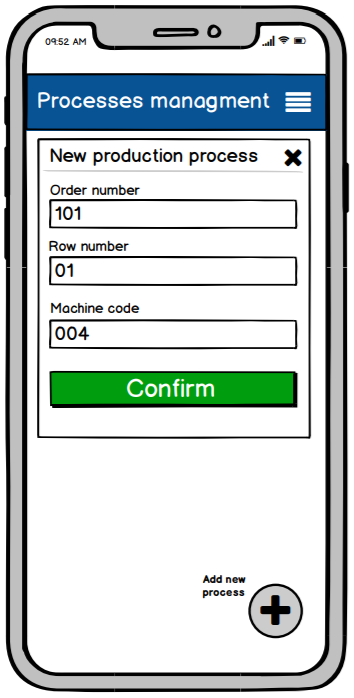 09:52 AM
Processes managment
New production process
Order number
101
Row number
01
Machine code
004
Confirm
Add new
process